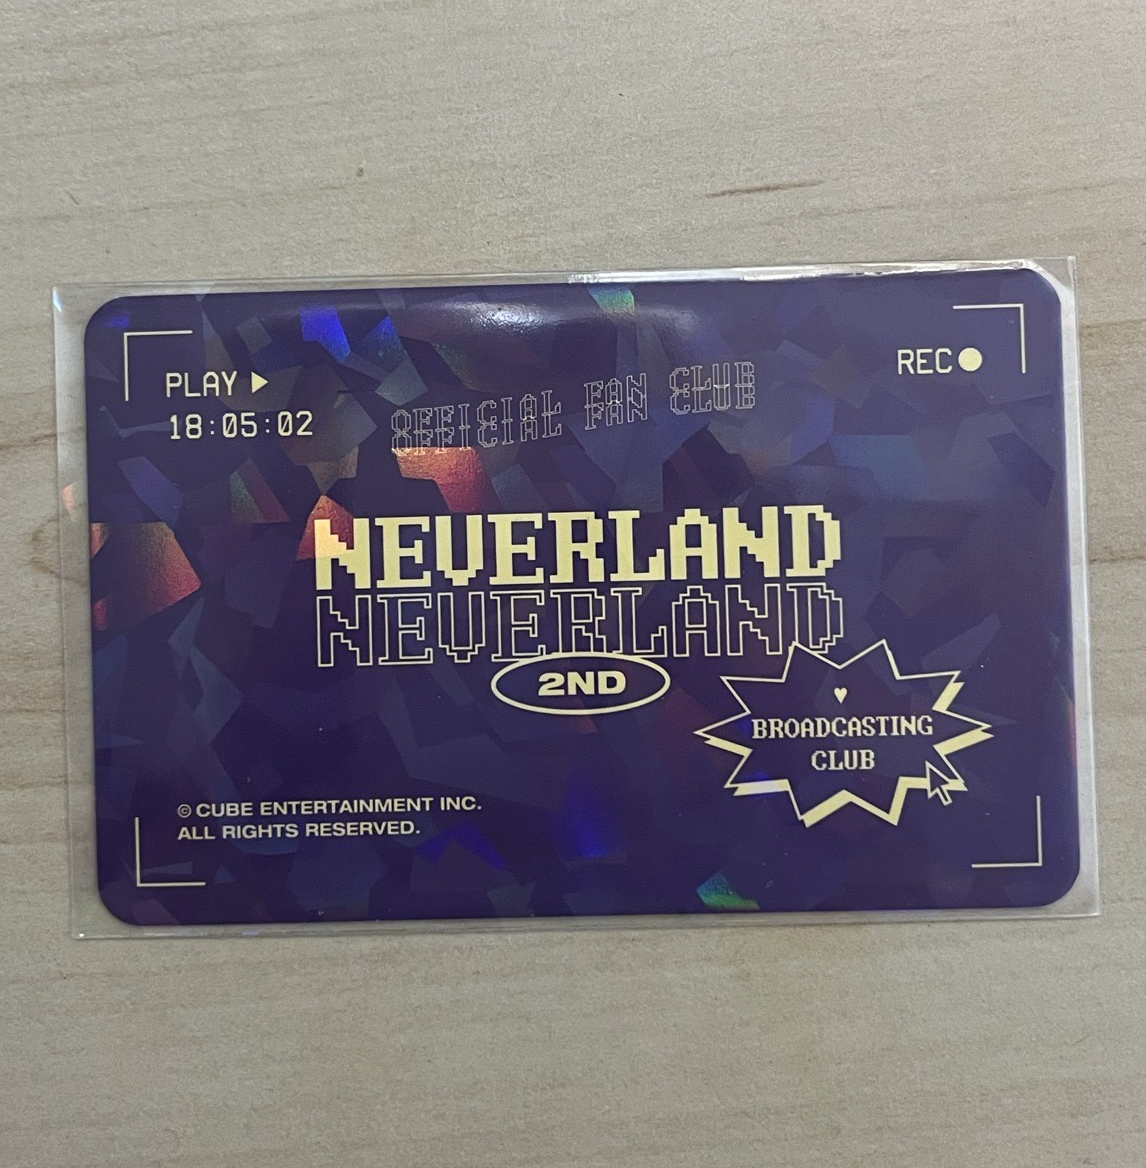 PLAY ▶
18:05:02
REC ●
OFFICIAL FAN CLUB
NEVERLAND
NEVERLAND
2ND
♥
BROADCASTING
CLUB
© CUBE ENTERTAINMENT INC.
ALL RIGHTS RESERVED.